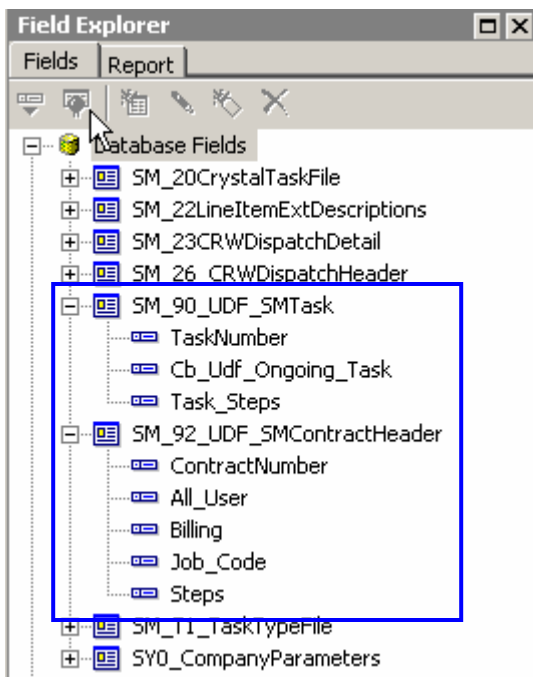 Field Explorer
Fields Report
Database Fields
SM_20CrystalTaskFile
SM_22LineItemExtDescriptions
SM_23CRWDispatchDetail
SM_26_CRWDispatchHeader
SM_90_UDF_SMTask
TaskNumber
Cb_Udf_Ongoing_Task
Task_Steps
SM_92_UDF_SMContractHeader
ContractNumber
All_User
Billing
Job_Code
Steps
SM_T1_TaskTypeFile
SY0_CompanyParameters